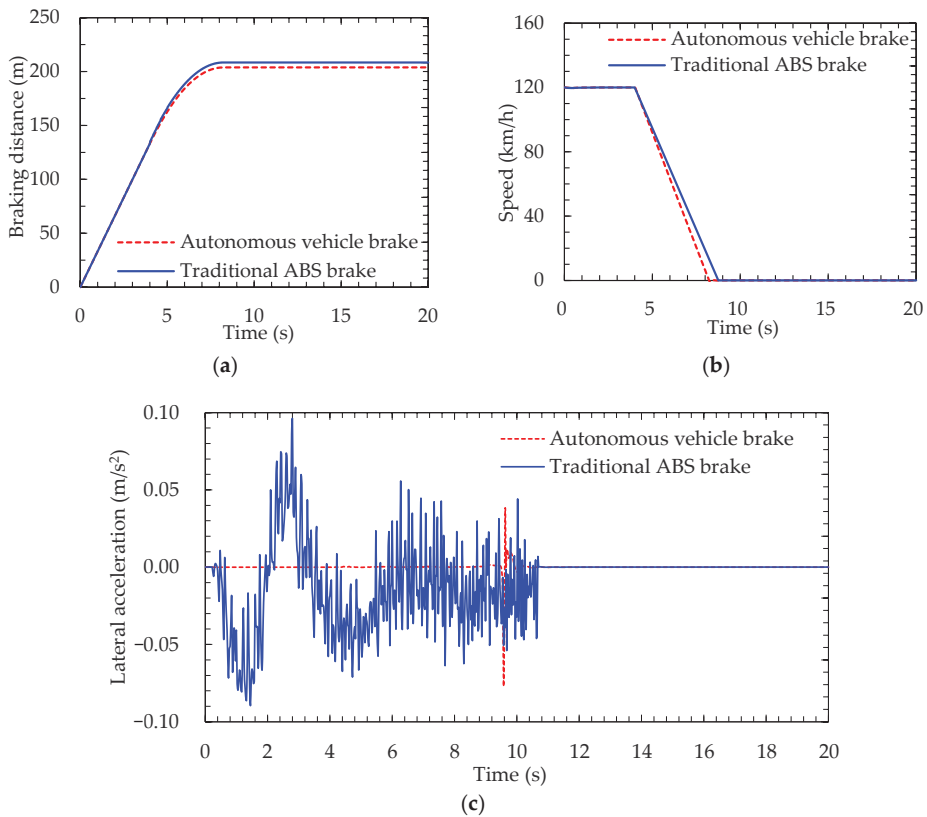 250
200
150
100
50
0
Braking distance (m)
Autonomous vehicle brake
Traditional ABS brake
0 5 10 15 20
Time (s)
(a)
160
120
80
40
0
Speed (km/h)
Autonomous vehicle brake
Traditional ABS brake
0 5 10 15 20
Time (s)
(b)
0.10
0.05
0.00
−0.05
−0.10
Lateral acceleration (m/s²)
Autonomous vehicle brake
Traditional ABS brake
0 2 4 6 8 10 12 14 16 18 20
Time (s)
(c)